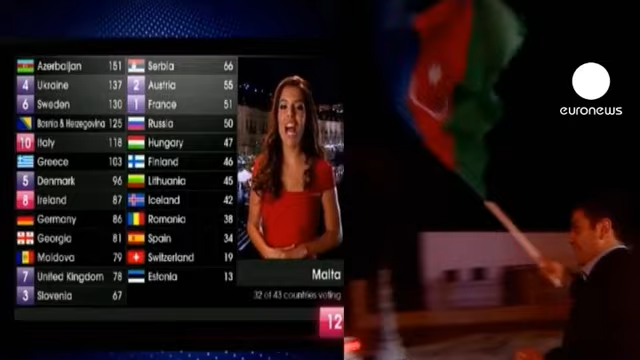 Azerbaijan 151
4 Ukraine 137
6 Sweden 130
Bosnia & Herzegovina 125
10 Italy 118
Greece 103
5 Denmark 96
8 Ireland 87
Germany 86
Georgia 81
Moldova 79
7 United Kingdom 78
3 Slovenia 67
Serbia 66
2 Austria 55
1 France 51
Russia 50
Hungary 47
Finland 46
Lithuania 45
Iceland 42
Romania 38
Spain 34
Switzerland 19
Estonia 13
Malta
32 of 43 countries voting
12
euronews